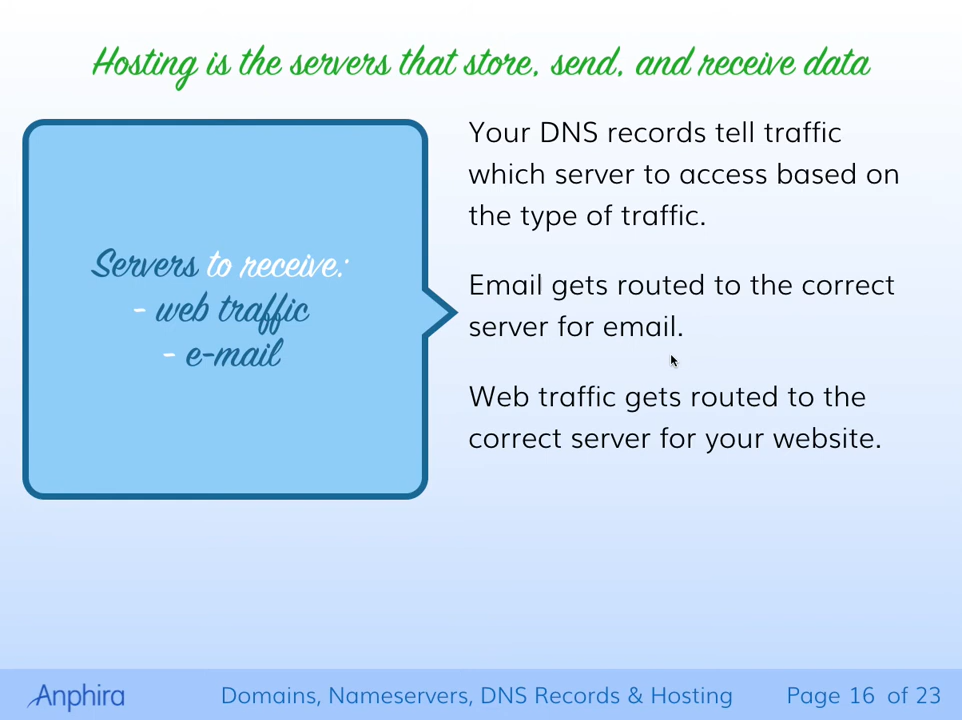 Hosting is the servers that store, send, and receive data
Servers to receive:
- web traffic
- e-mail
Your DNS records tell traffic
which server to access based on
the type of traffic.
Email gets routed to the correct
server for email.
Web traffic gets routed to the
correct server for your website.
Anphira
Domains, Nameservers, DNS Records & Hosting
Page 16 of 23